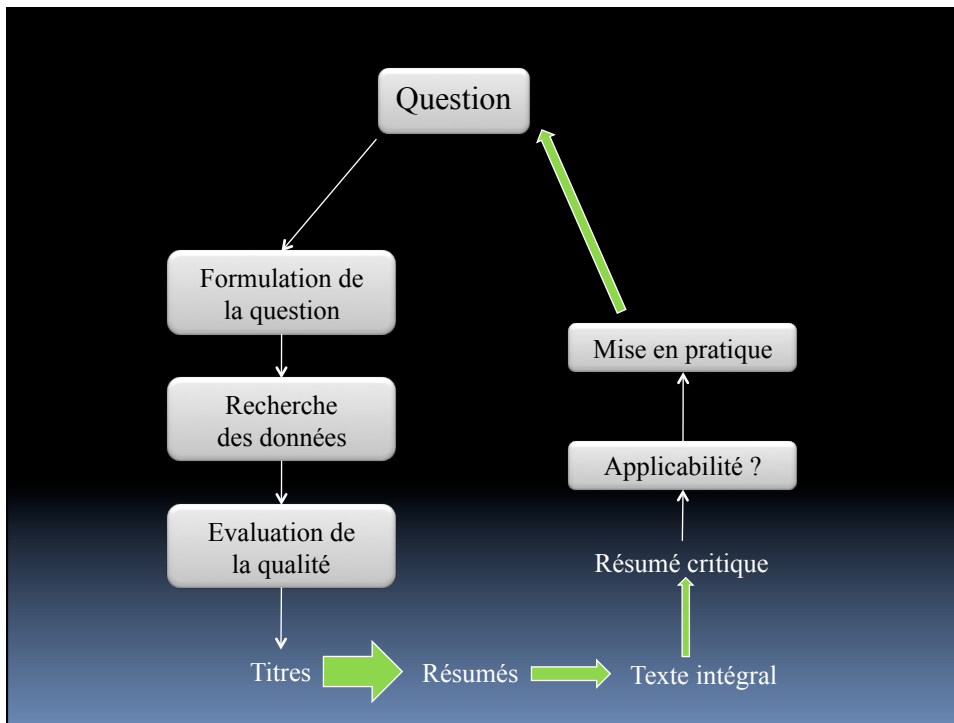 Question
Formulation de
la question
Recherche
des données
Evaluation de
la qualité
Titres
Résumés
Texte intégral
Résumé critique
Applicabilité ?
Mise en pratique